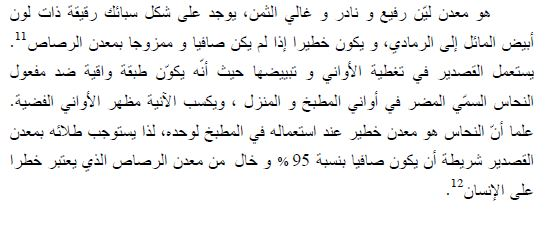 هو معدن ليّن رفيع و نادر و غالي الثّمن، يوجد على شكل سبائك رقيقة ذات لون
أبيض المائل إلى الرمادي، و يكون خطيرا إذا لم يكن صافيا و ممزوجا بمعدن الرصاص11.
يستعمل القصدير في تغطية الأواني و تبييضها حيث أنّه يكوّن طبقة واقية ضد مفعول
النحاس السمّي المضر في أواني المطبخ و المنزل ، ويكسب الآنية مظهر الأواني الفضية.
علما أنّ النحاس هو معدن خطير عند استعماله في المطبخ لوحده، لذا يستوجب طلائه بمعدن
القصدير شريطة أن يكون صافيا بنسبة 95 % و خال من معدن الرصاص الذي يعتبر خطرا
على الإنسان12.